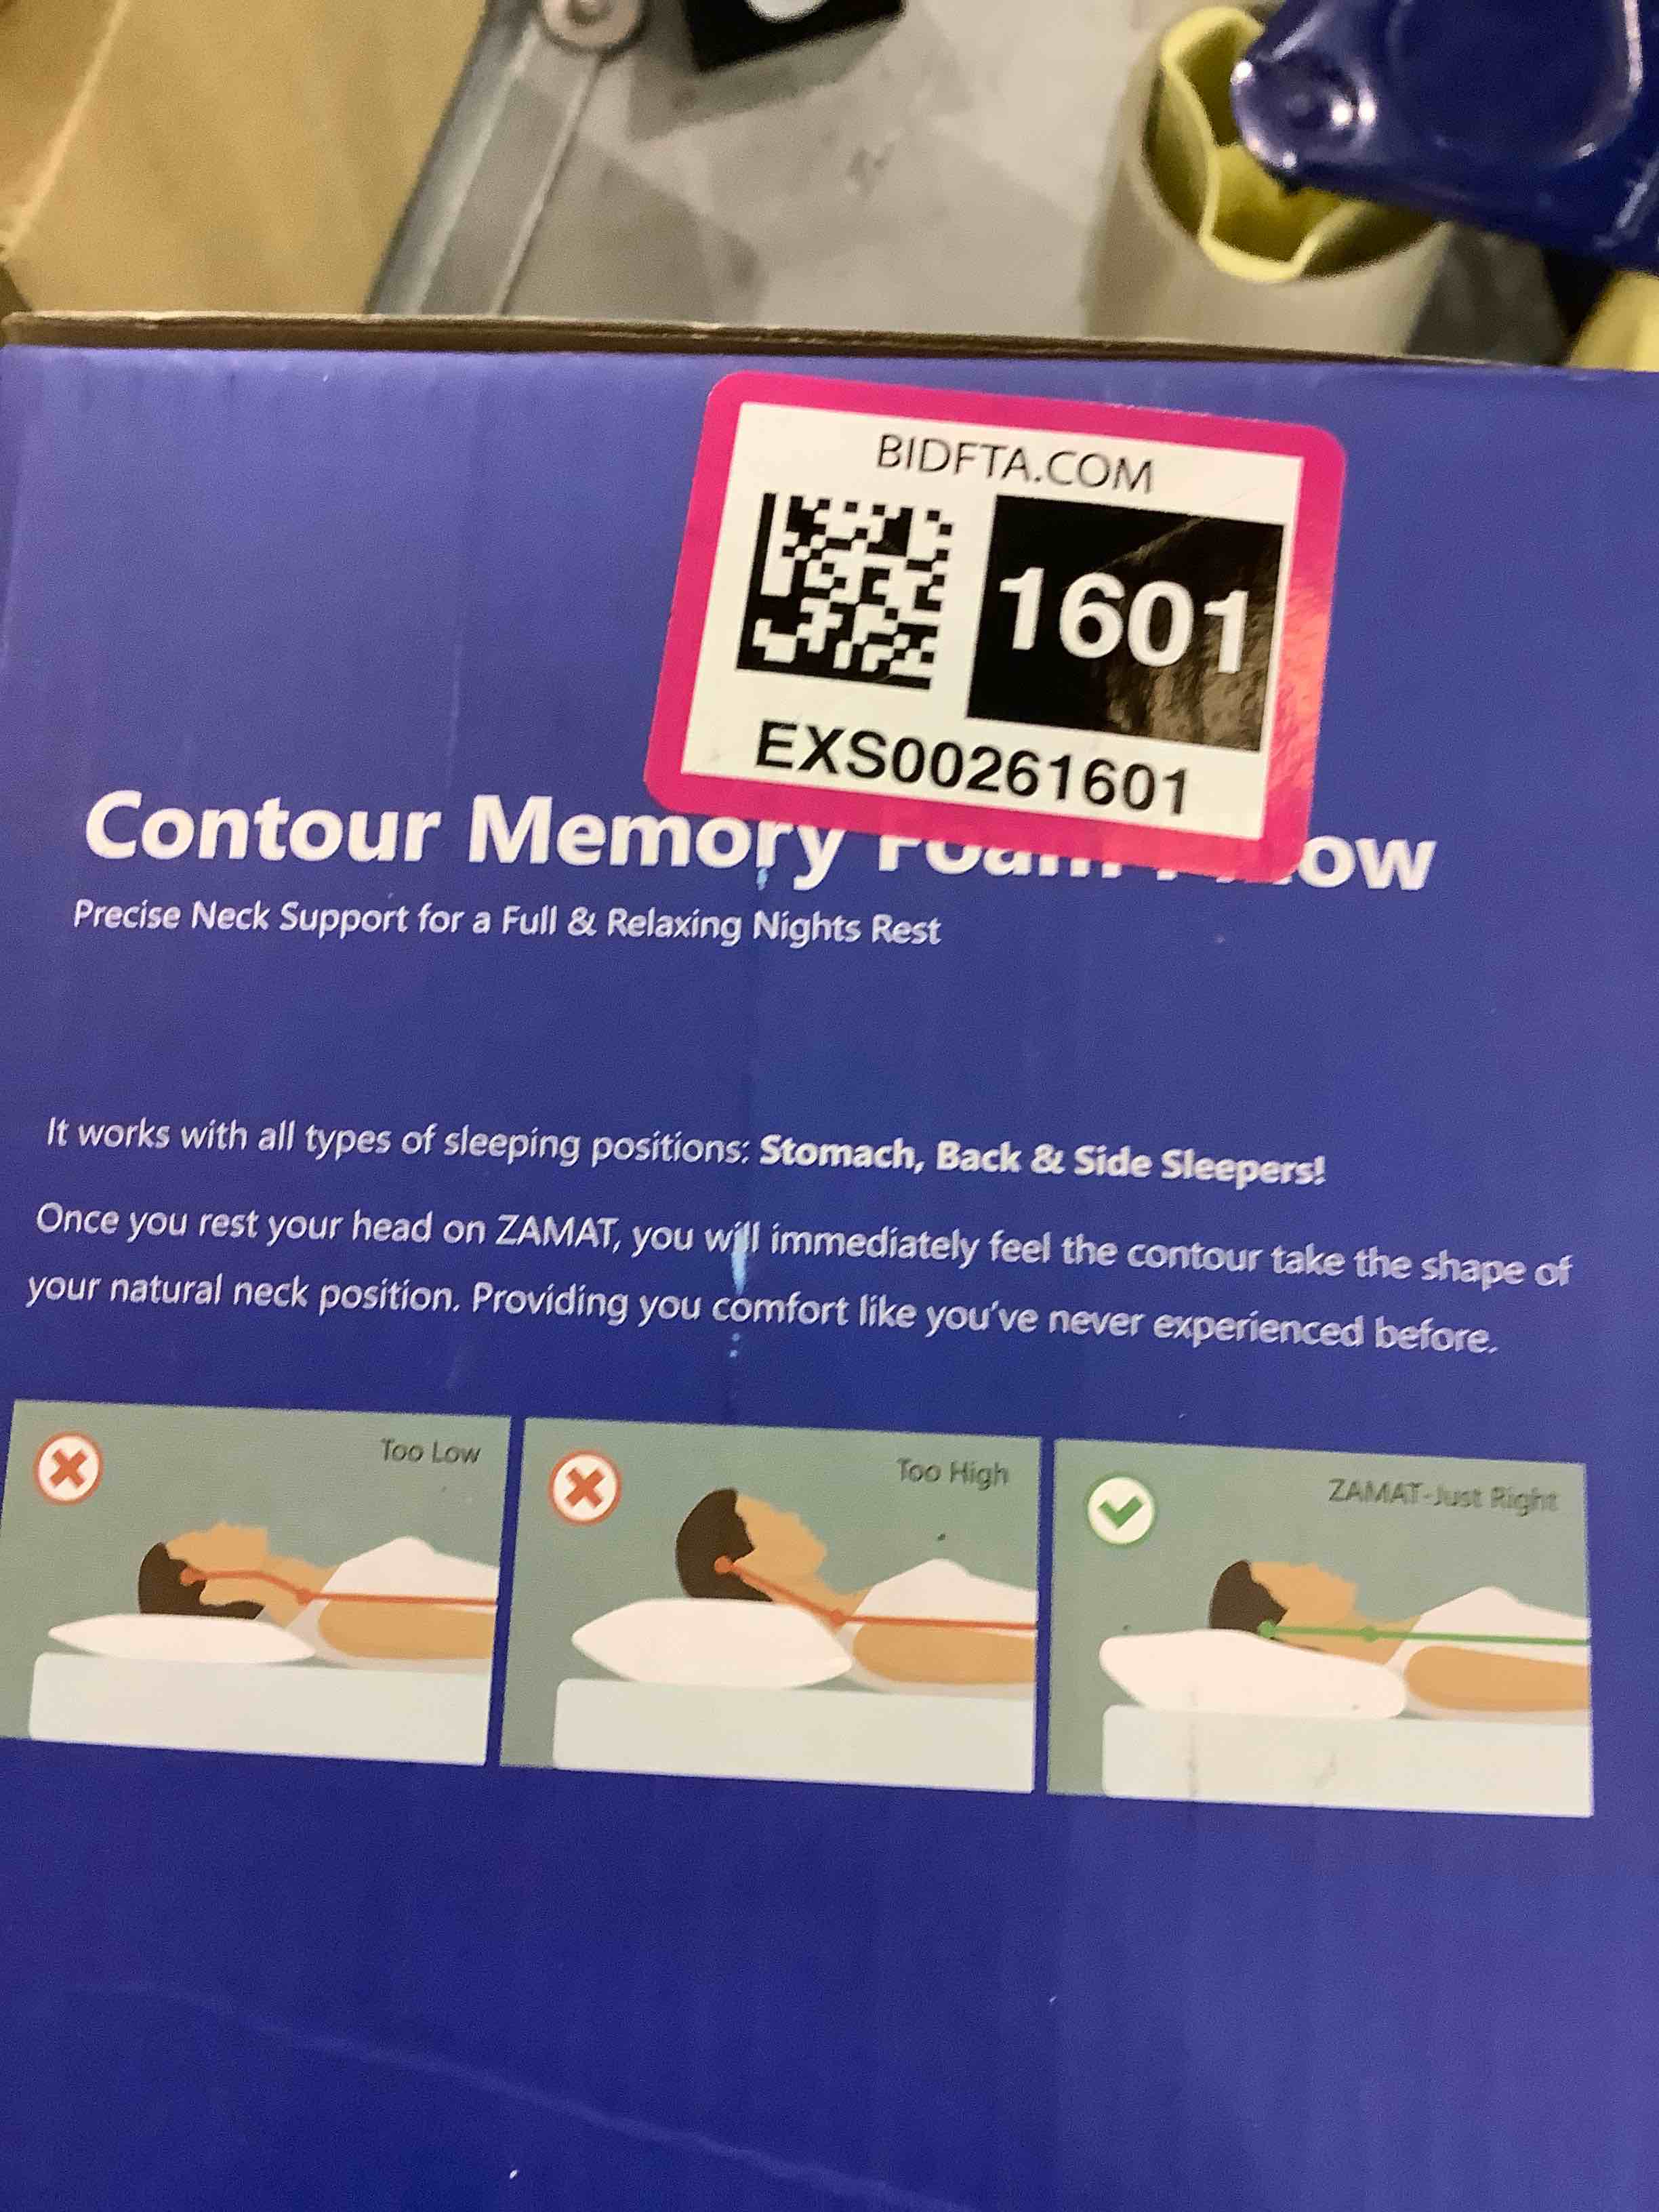 BIDFTA.COM
1601
EXS00261601
Contour Memory Foam Pillow
Precise Neck Support for a Full & Relaxing Nights Rest
It works with all types of sleeping positions: Stomach, Back & Side Sleepers!
Once you rest your head on ZAMAT, you will immediately feel the contour take the shape of
your natural neck position. Providing you comfort like you've never experienced before.
Too Low
Too High
ZAMAT-Just Right